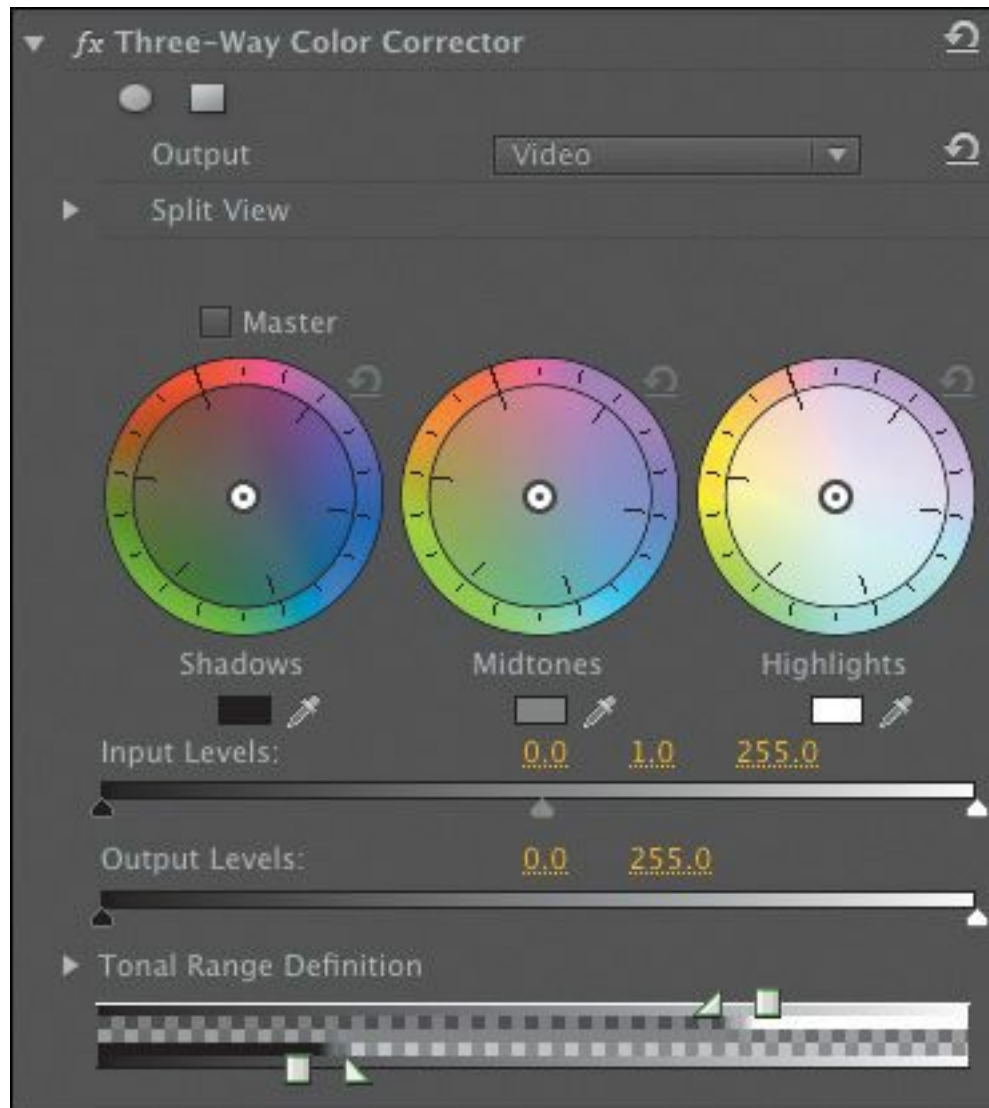 fx Three-Way Color Corrector
Output Video
Split View
Master
Shadows Midtones Highlights
Input Levels: 0.0 1.0 255.0
Output Levels: 0.0 255.0
Tonal Range Definition